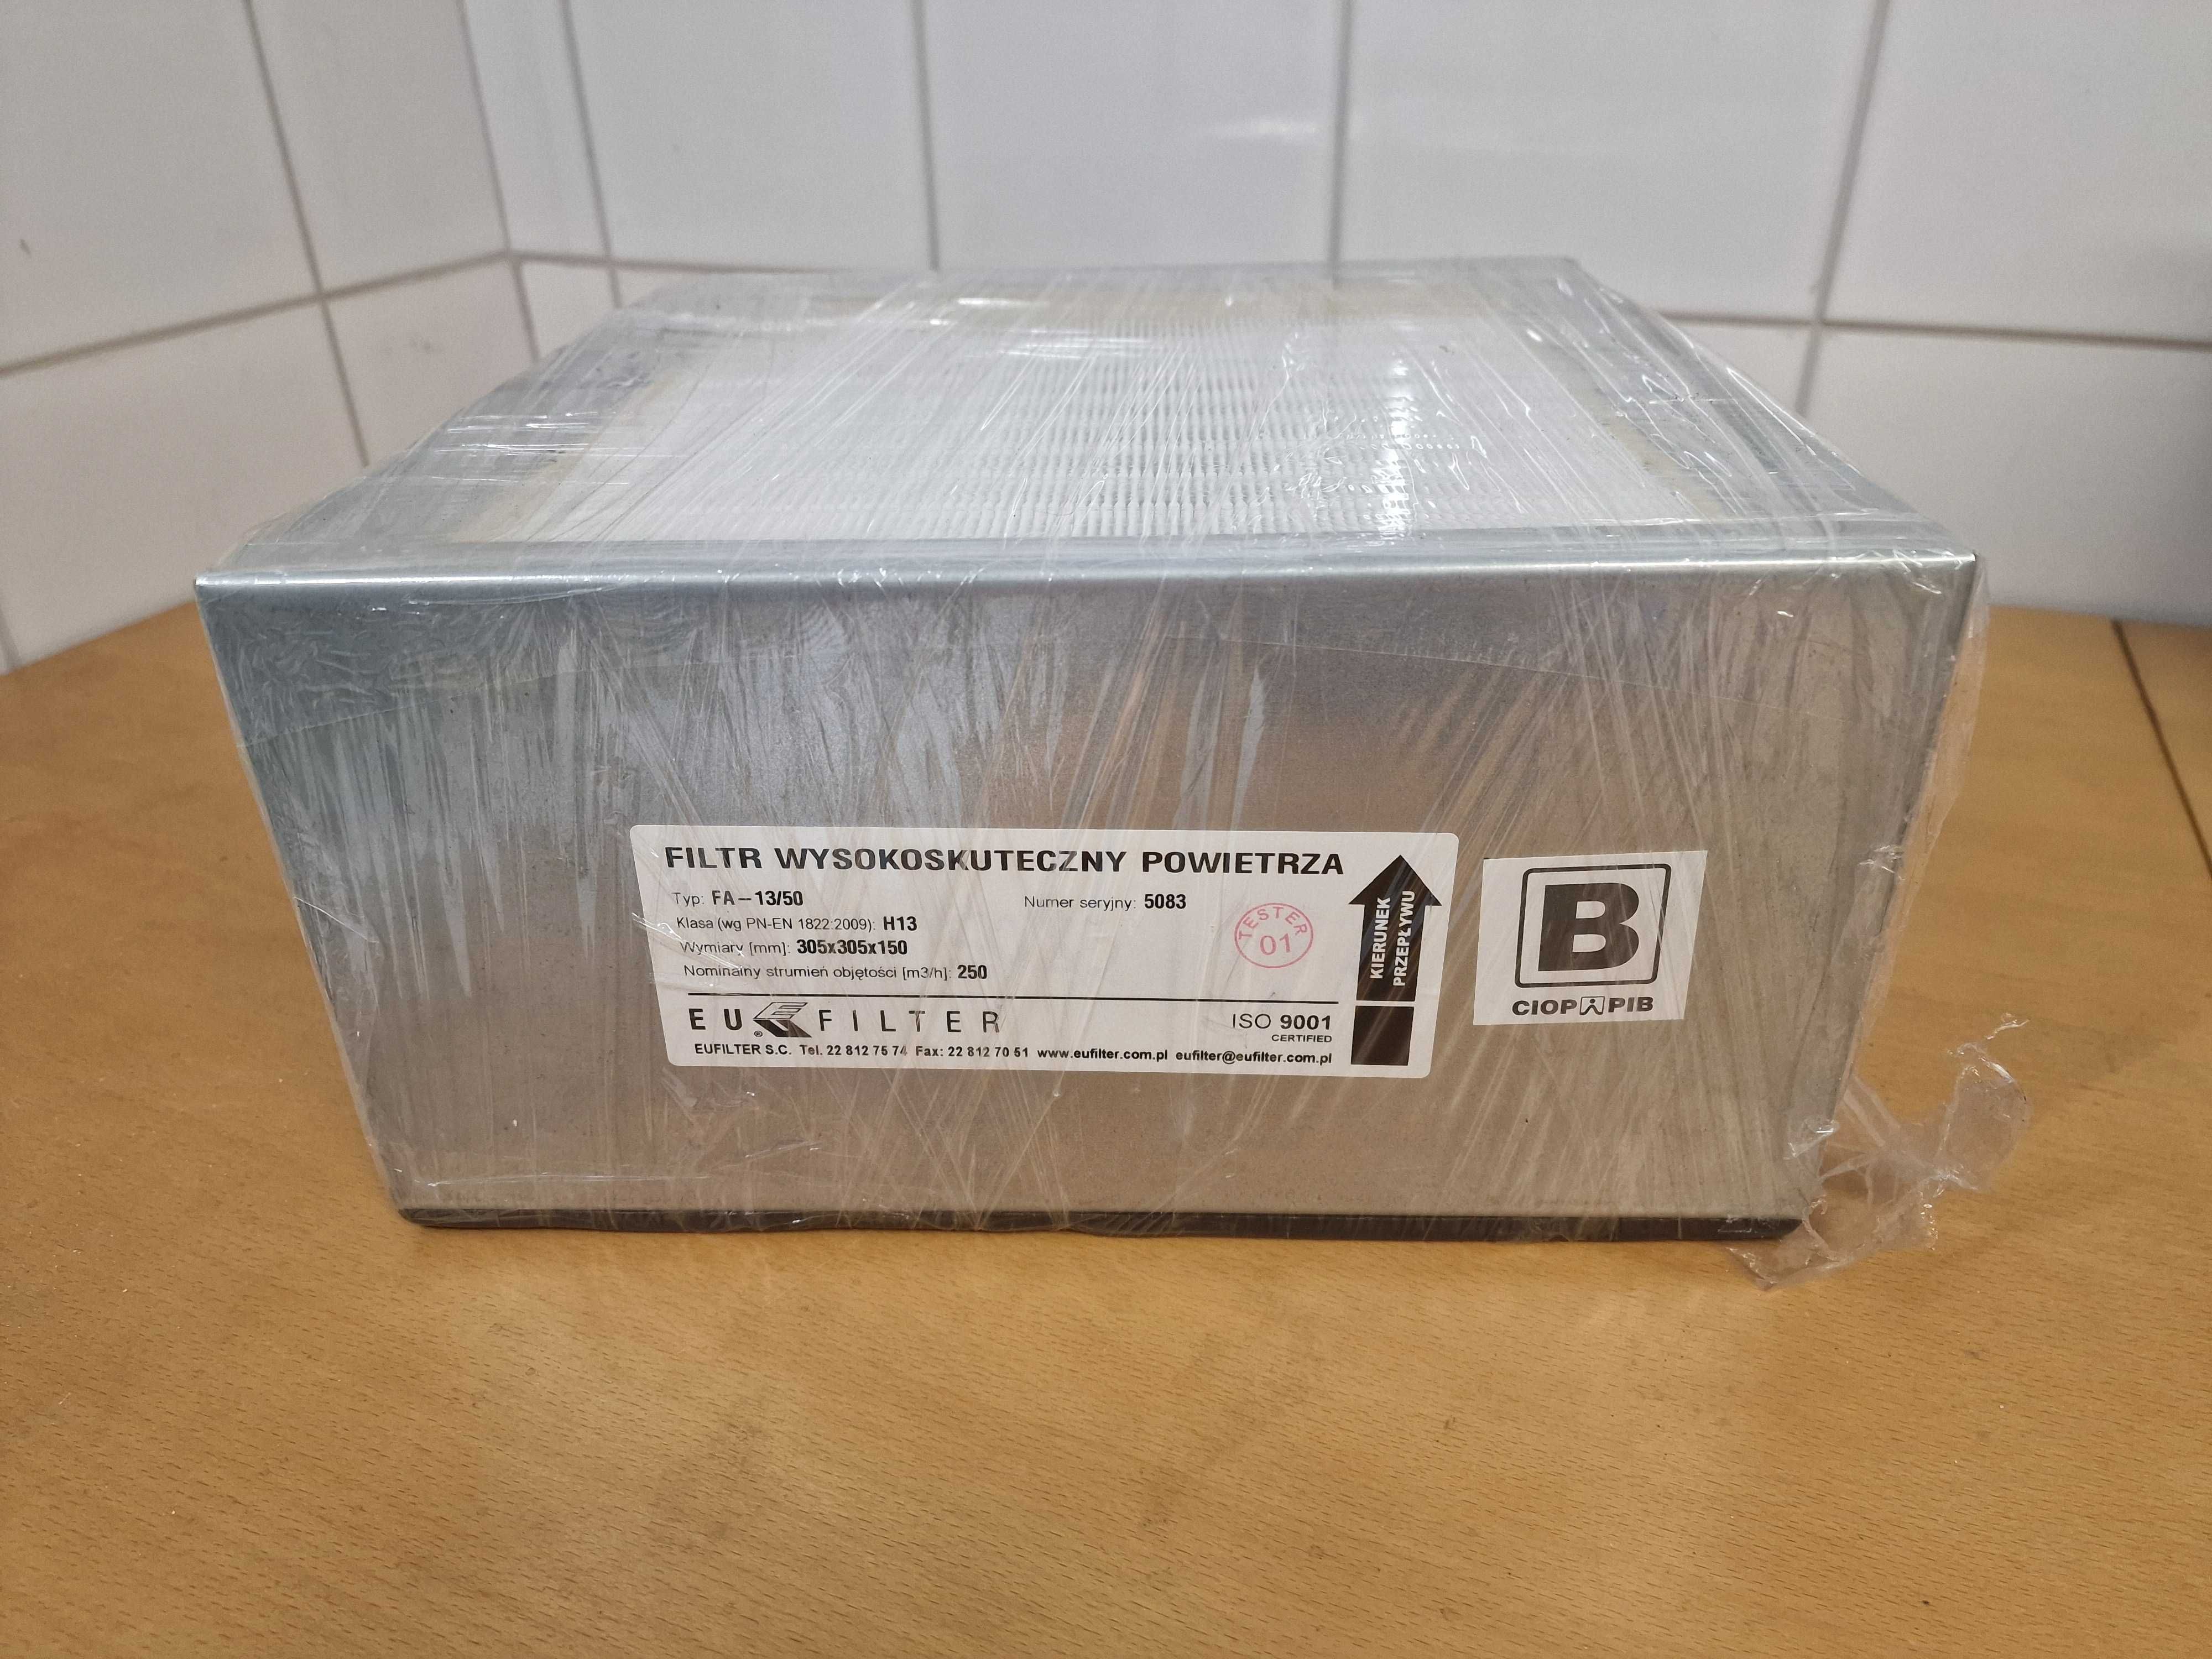 FILTR WYSOKOSKUTECZNY POWIETRZA
Typ: FA-13/50
Numer seryjny: 5083
Klasa (wg PN-EN 1822:2009): H13
Wymiary [mm]: 305x305x150
Nominalny strumień objętości [m3/h]: 250
TESTER
01
KIERUNEK
PRZEPŁYWU
EU FILTER
ISO 9001
CERTIFIED
EUFILTER S.C. Tel. 22 812 75 74 Fax: 22 812 70 51 www.eufilter.com.pl eufilter@eufilter.com.pl
B
CIOP PIB